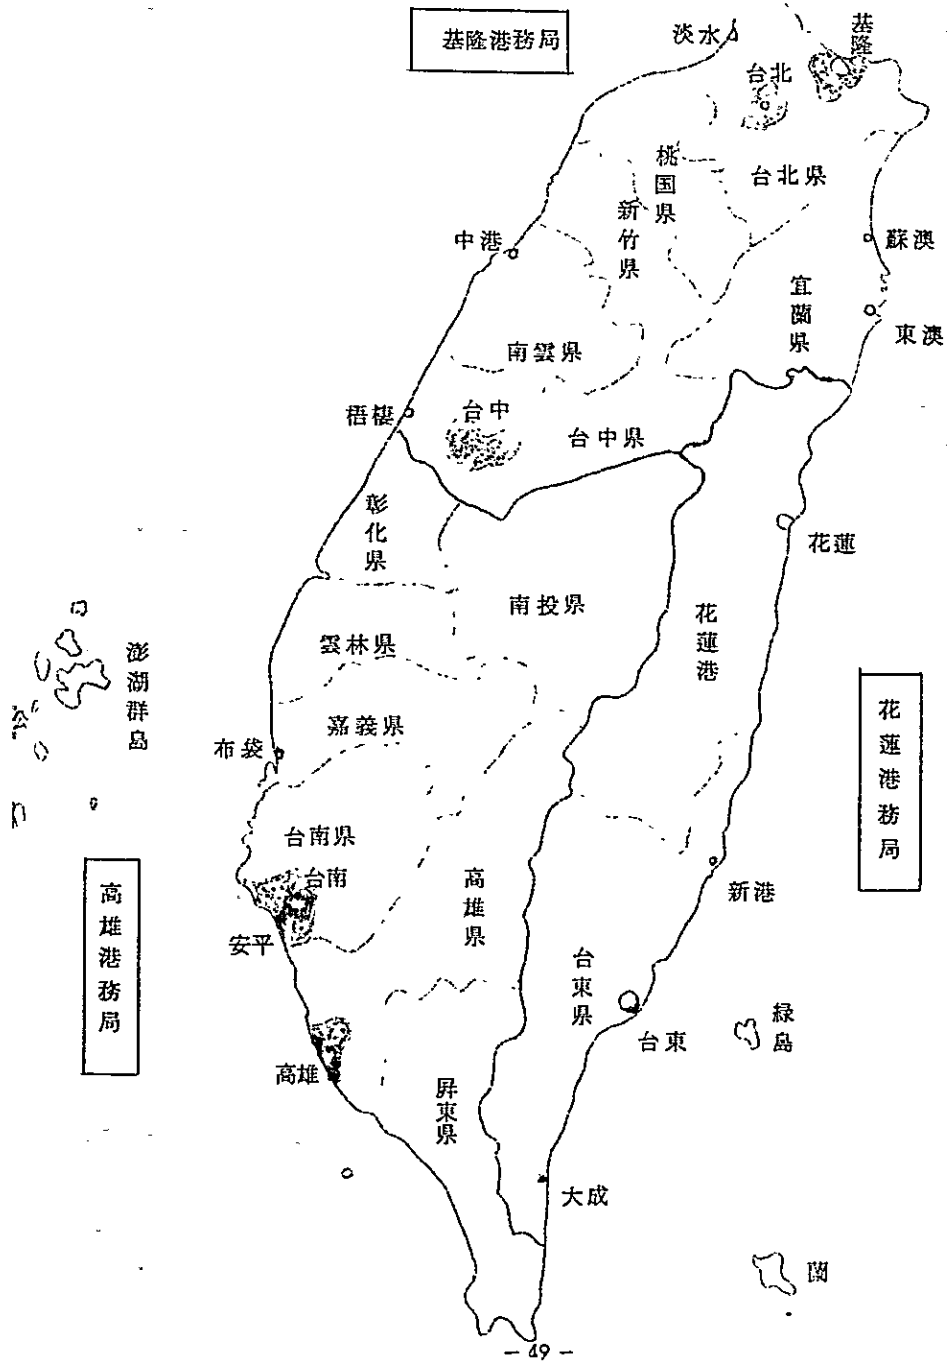 基隆港務局
淡水
基隆
台北
桃国県
台北県
新竹県
中港
蘇澳
宜蘭県
東澳
南雲県
梧棲
台中
台中県
彰化県
花蓮
南投県
花蓮港
雲林県
澎湖群島
嘉義県
布袋
花蓮港務局
台南県
台南
高雄県
新港
高雄港務局
安平
台東県
緑島
台東
高雄
屏東県
大成
蘭
- 49 -